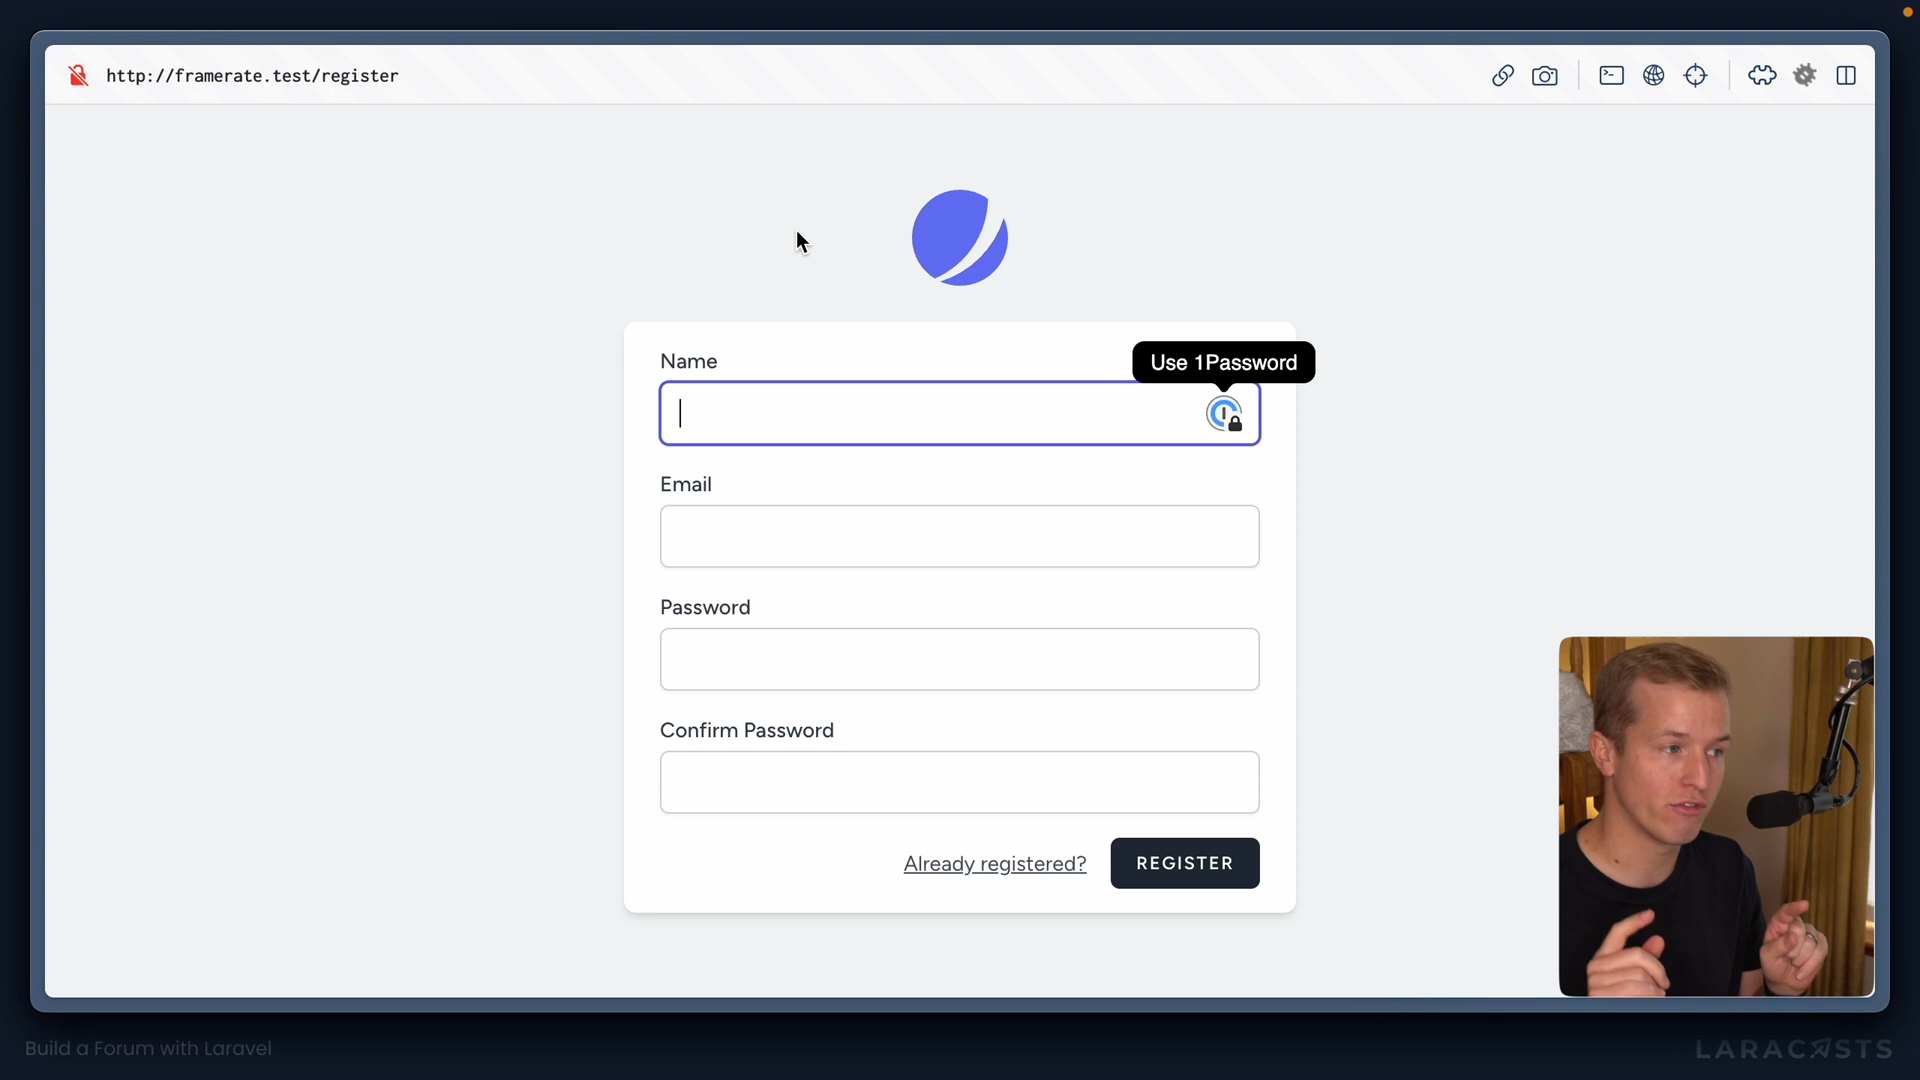 http://framerate.test/register
Name
Use 1Password
Email
Password
Confirm Password
Already registered?
REGISTER
Build a Forum with Laravel
LARACASTS